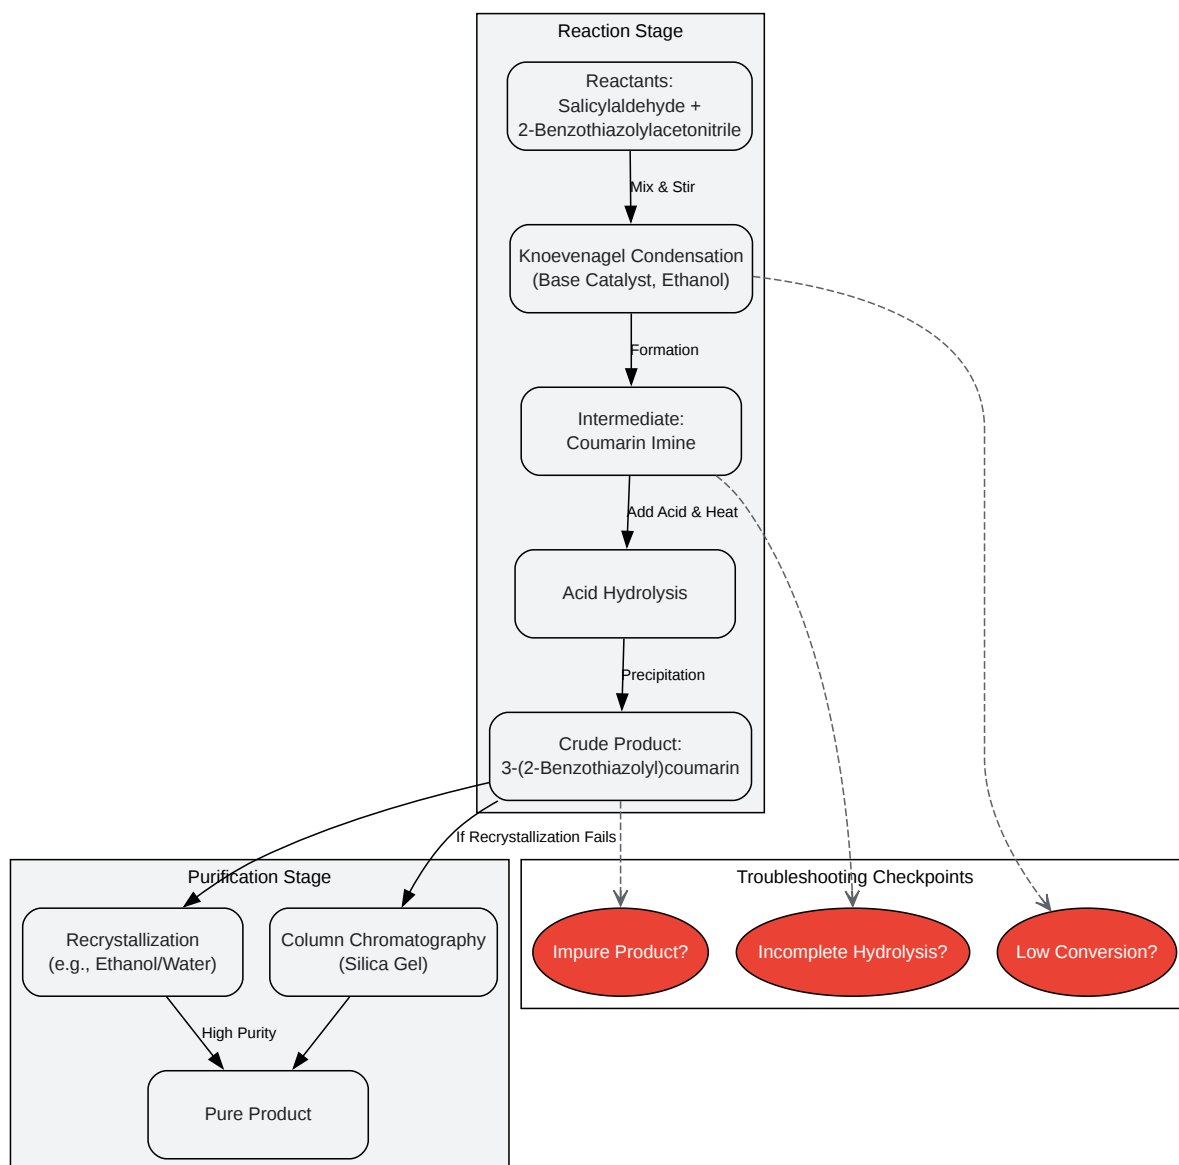 Reaction Stage
Reactants:
Salicylaldehyde +
2-Benzothiazolylacetonitrile
Mix & Stir
Knoevenagel Condensation
(Base Catalyst, Ethanol)
Formation
Intermediate:
Coumarin Imine
Add Acid & Heat
Acid Hydrolysis
Precipitation
Crude Product:
3-(2-Benzothiazolyl)coumarin
If Recrystallization Fails
Purification Stage
Recrystallization
(e.g., Ethanol/Water)
Column Chromatography
(Silica Gel)
High Purity
Pure Product
Troubleshooting Checkpoints
Impure Product?
Incomplete Hydrolysis?
Low Conversion?